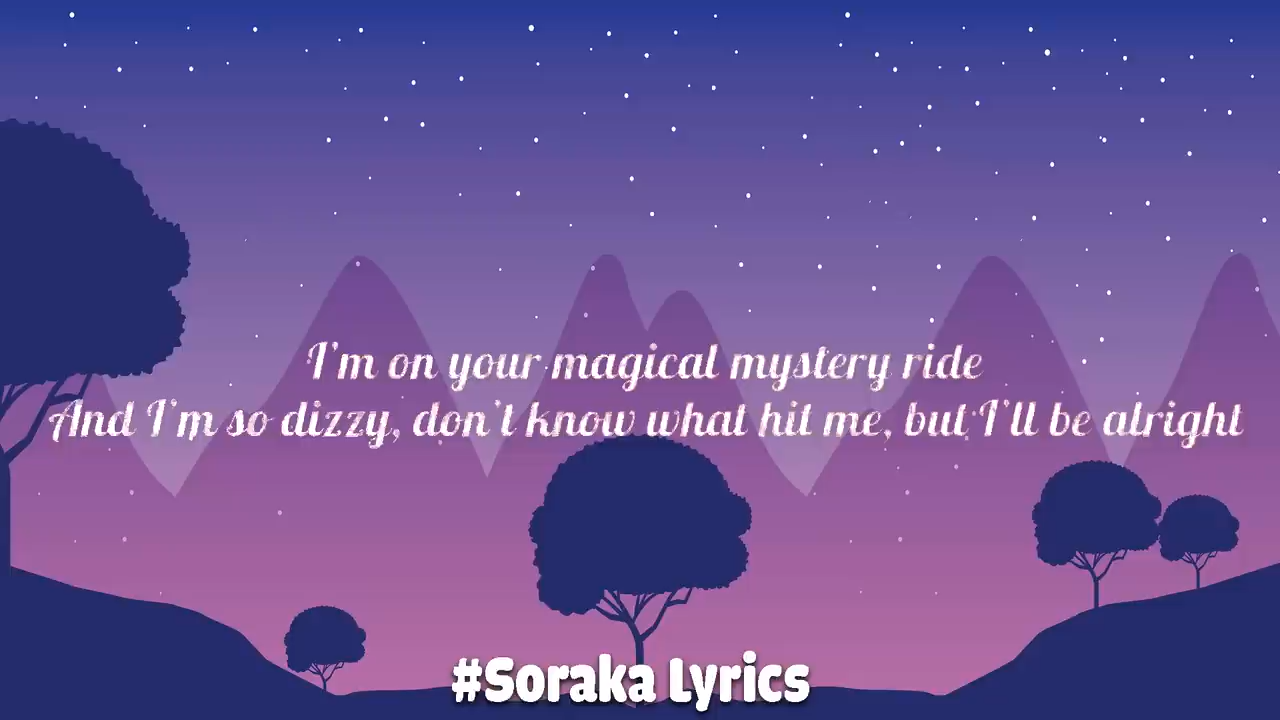 I'm on your magical mystery ride
And I'm so dizzy, don't know what hit me, but I'll be alright
#Soraka Lyrics